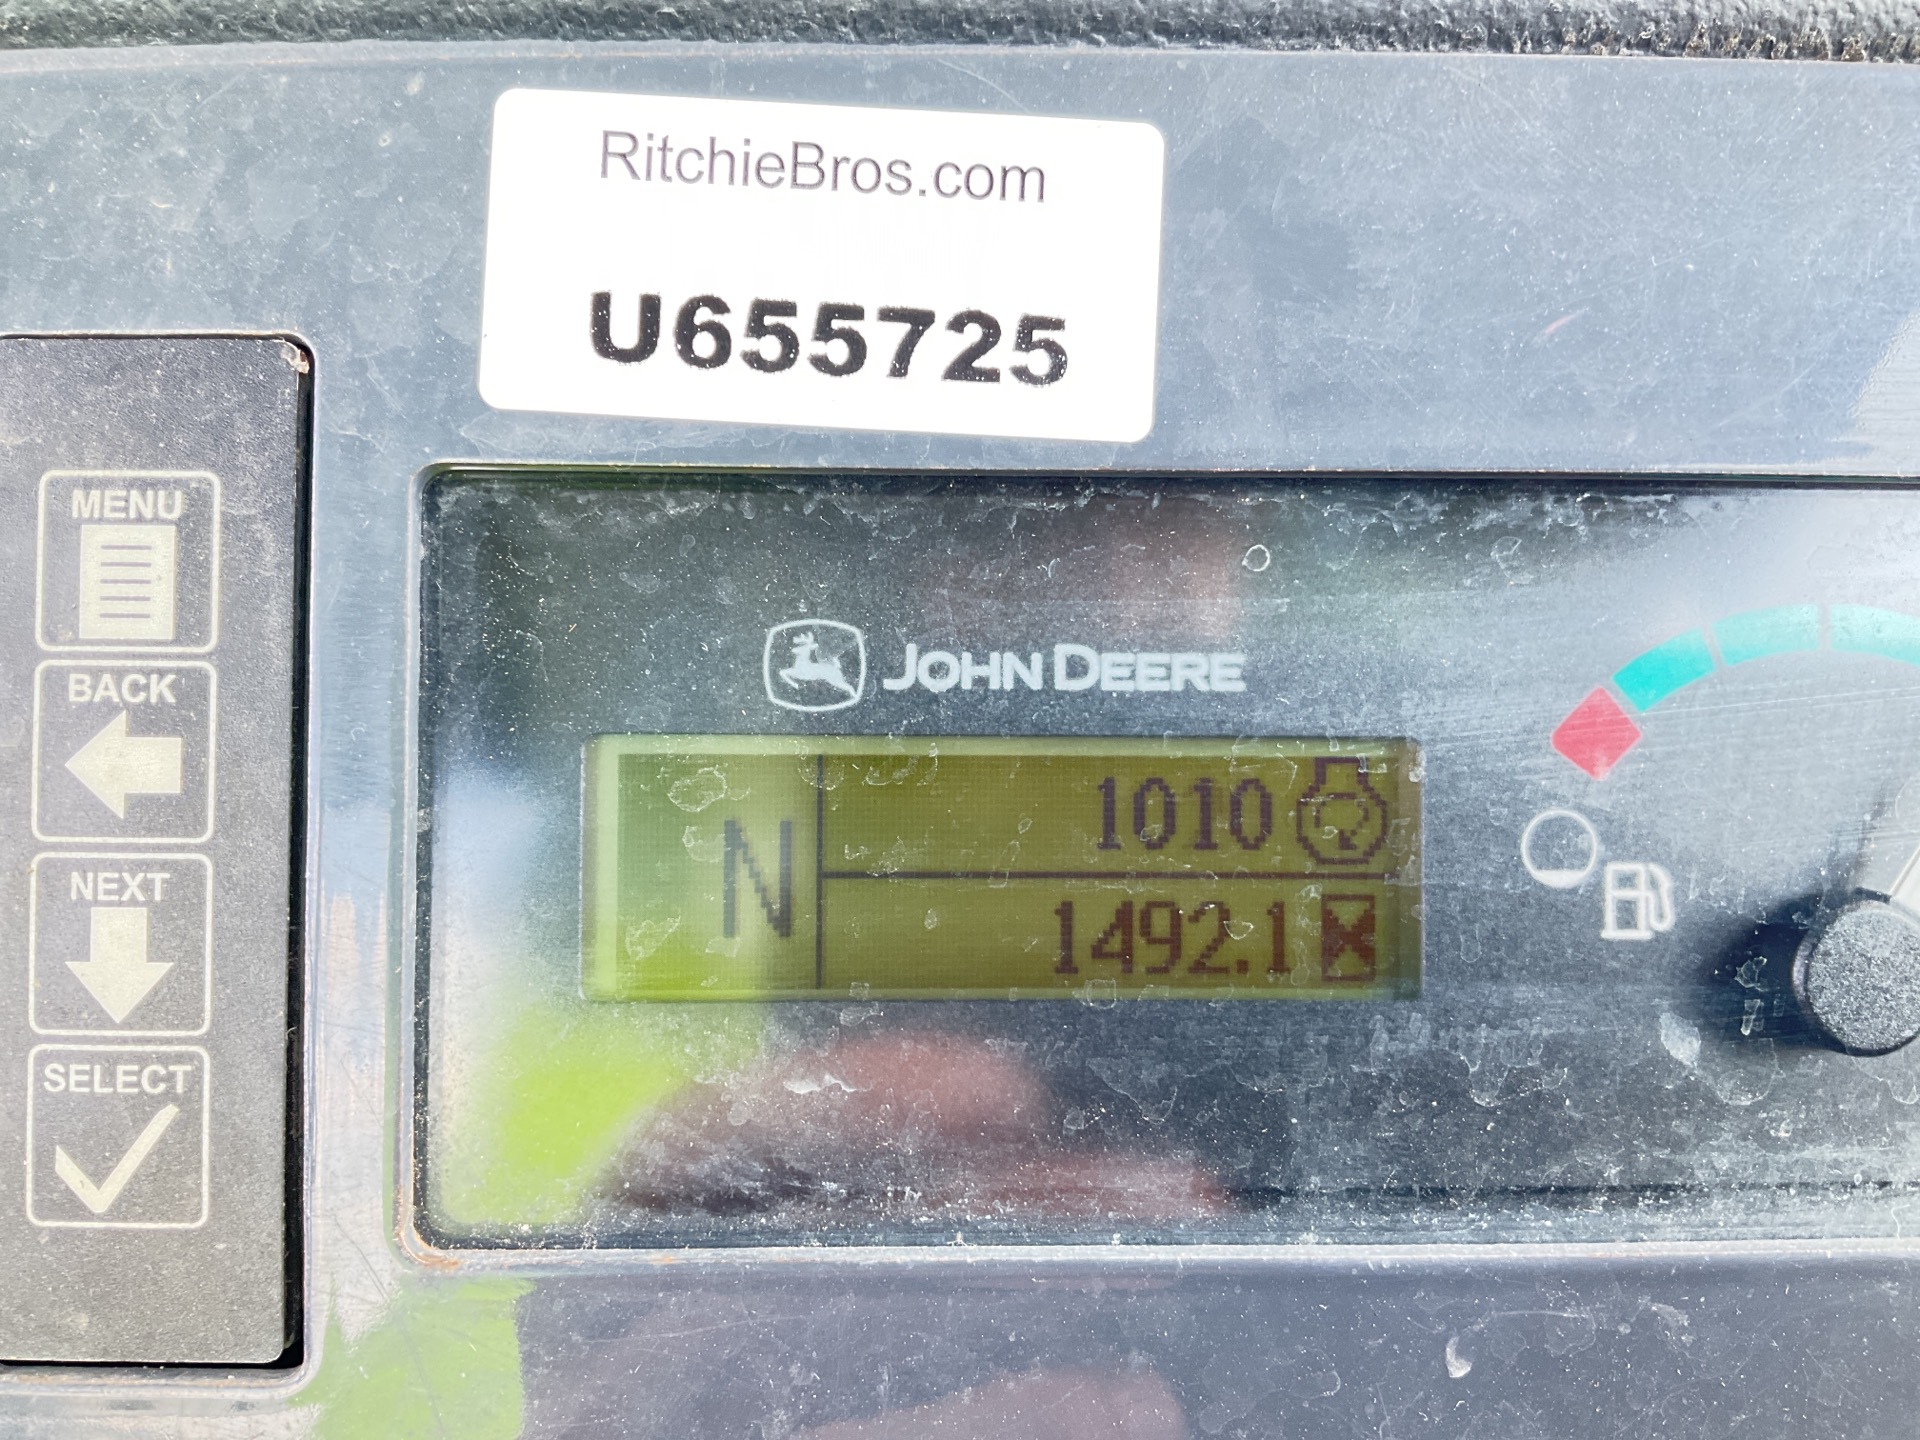 RitchieBros.com
U655725
MENU
BACK
NEXT
SELECT
JOHN DEERE
N
1010
1492.1